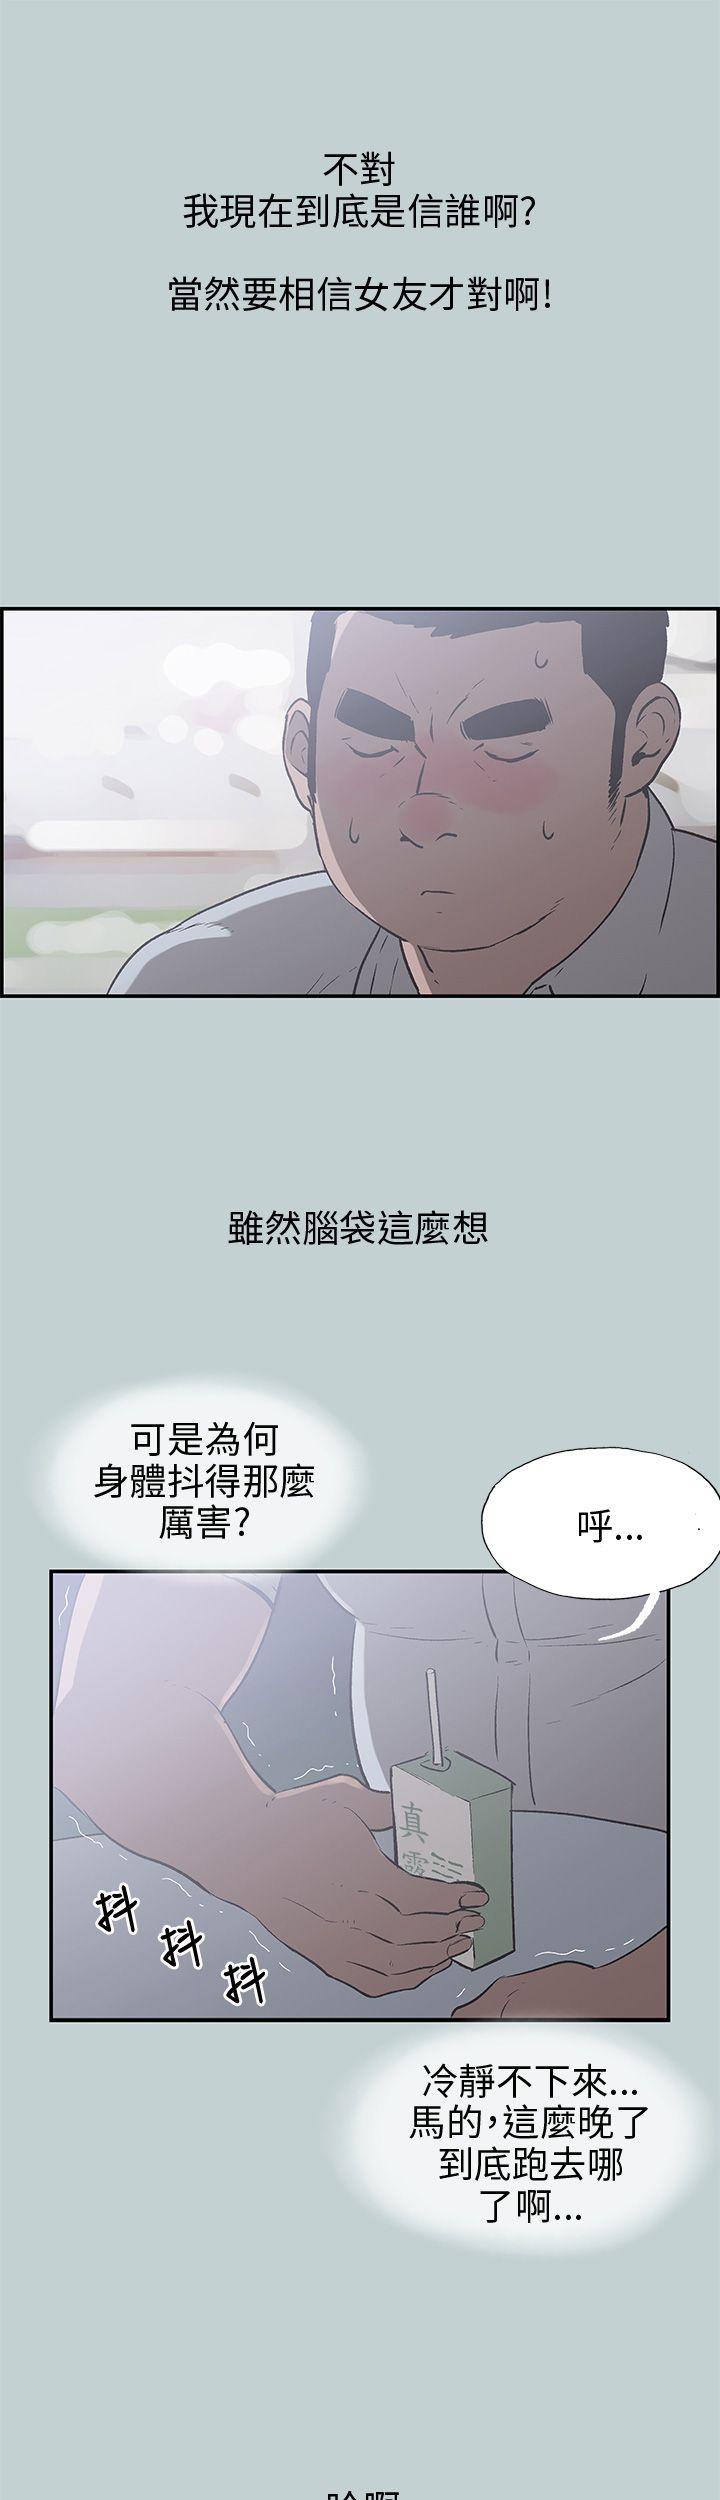 不對
我現在到底是信誰啊?
當然要相信女友才對啊!
雖然腦袋這麼想
可是為何
身體抖得那麼
厲害?
呼...
真
露
抖
抖
抖
冷靜不下來...
馬的,這麼晚了
到底跑去哪
了啊...